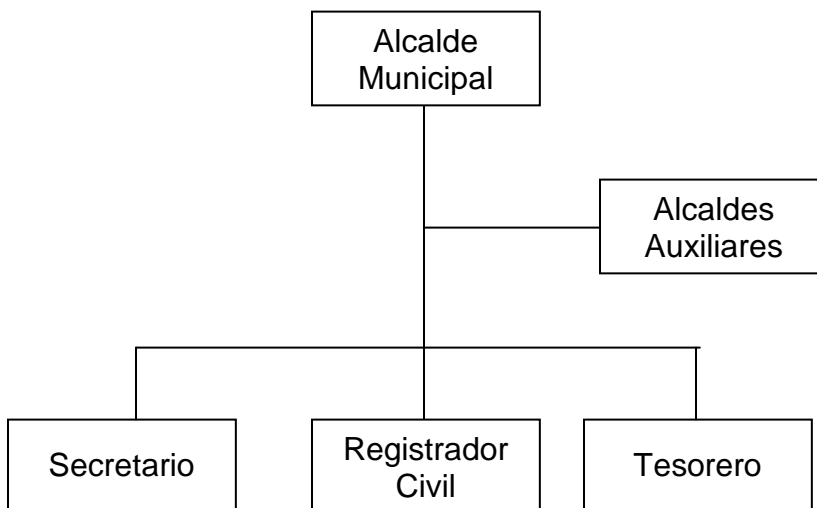 Alcalde
Municipal
Alcaldes
Auxiliares
Secretario
Registrador
Civil
Tesorero